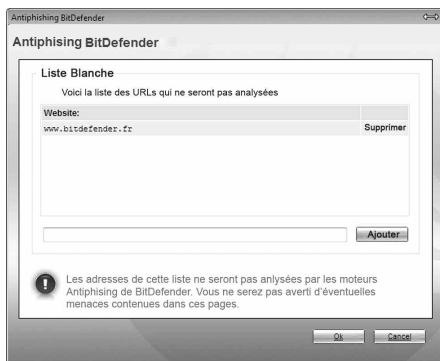 Antiphishing BitDefender
Antiphising BitDefender
Liste Blanche
Voici la liste des URLs qui ne seront pas analysées
Website:
www.bitdefender.fr Supprimer
Ajouter
Les adresses de cette liste ne seront pas anlysées par les moteurs
Antiphising de BitDefender. Vous ne serez pas averti d'éventuelles
menaces contenues dans ces pages.
Ok Cancel